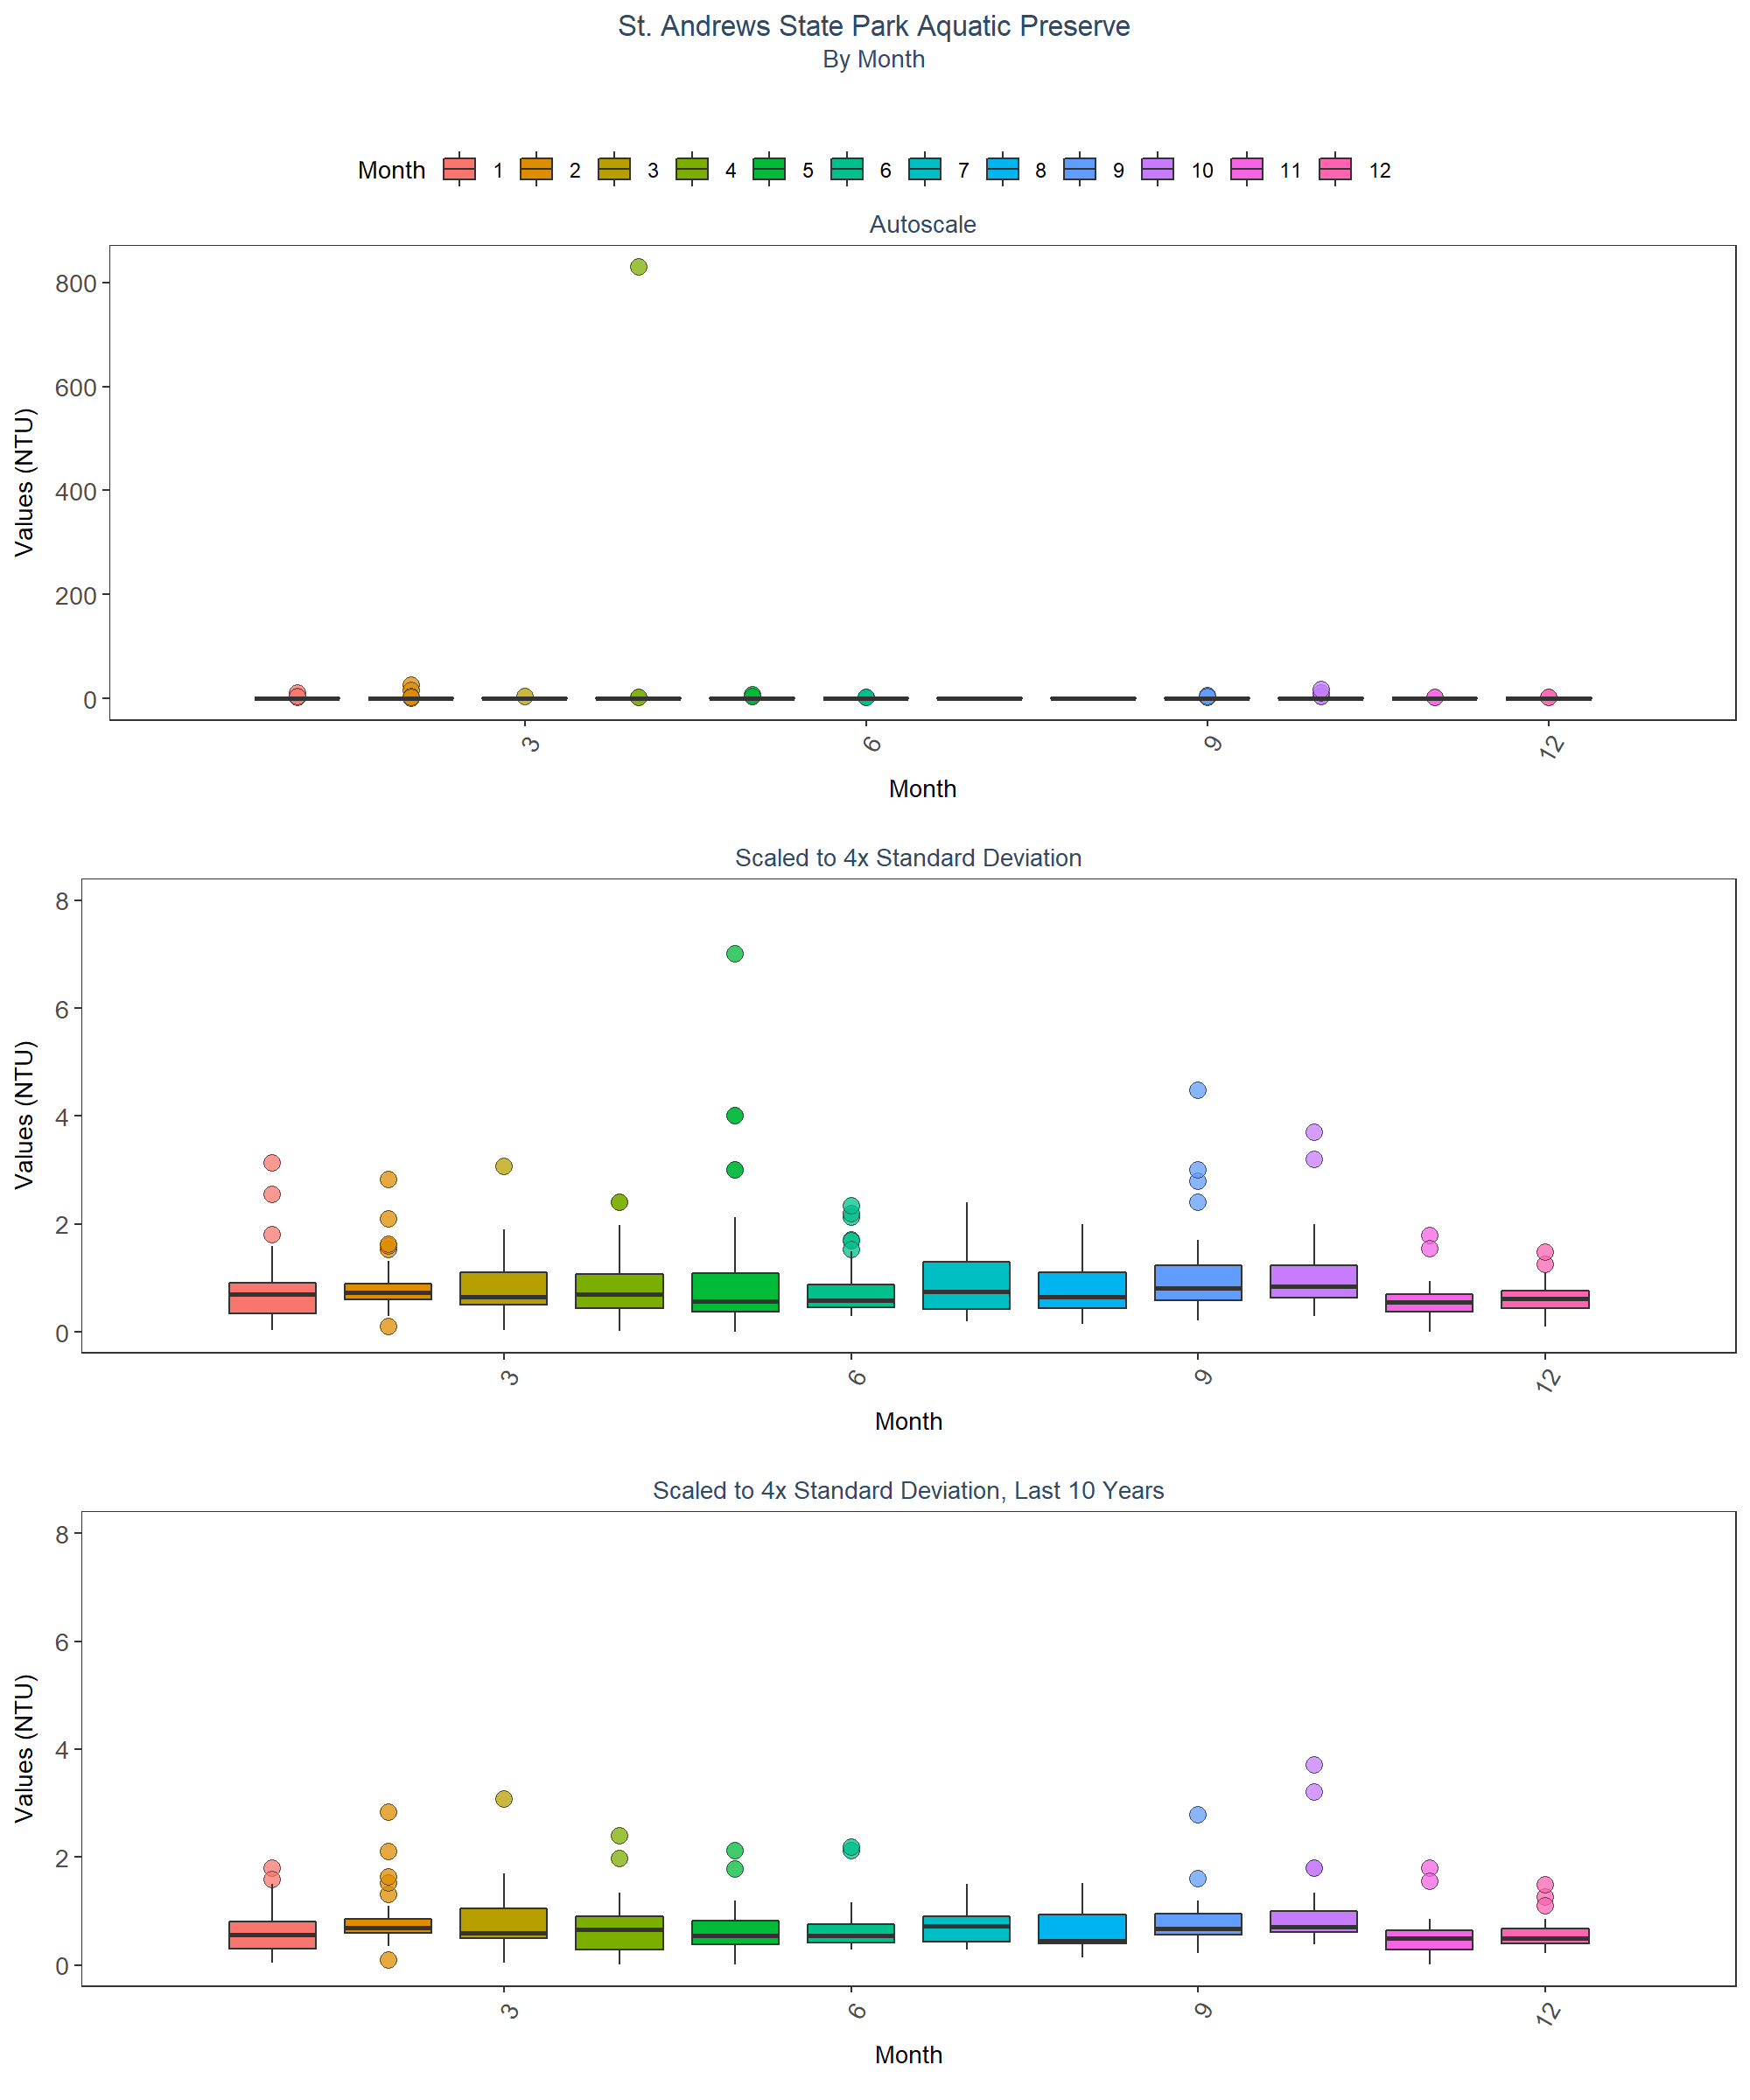 St. Andrews State Park Aquatic Preserve
By Month
Month 1 2 3 4 5 6 7 8 9 10 11 12
Autoscale
Values (NTU)
800
600
400
200
0
3 6 9 12
Month
Scaled to 4x Standard Deviation
Values (NTU)
8
6
4
2
0
3 6 9 12
Month
Scaled to 4x Standard Deviation, Last 10 Years
Values (NTU)
8
6
4
2
0
3 6 9 12
Month